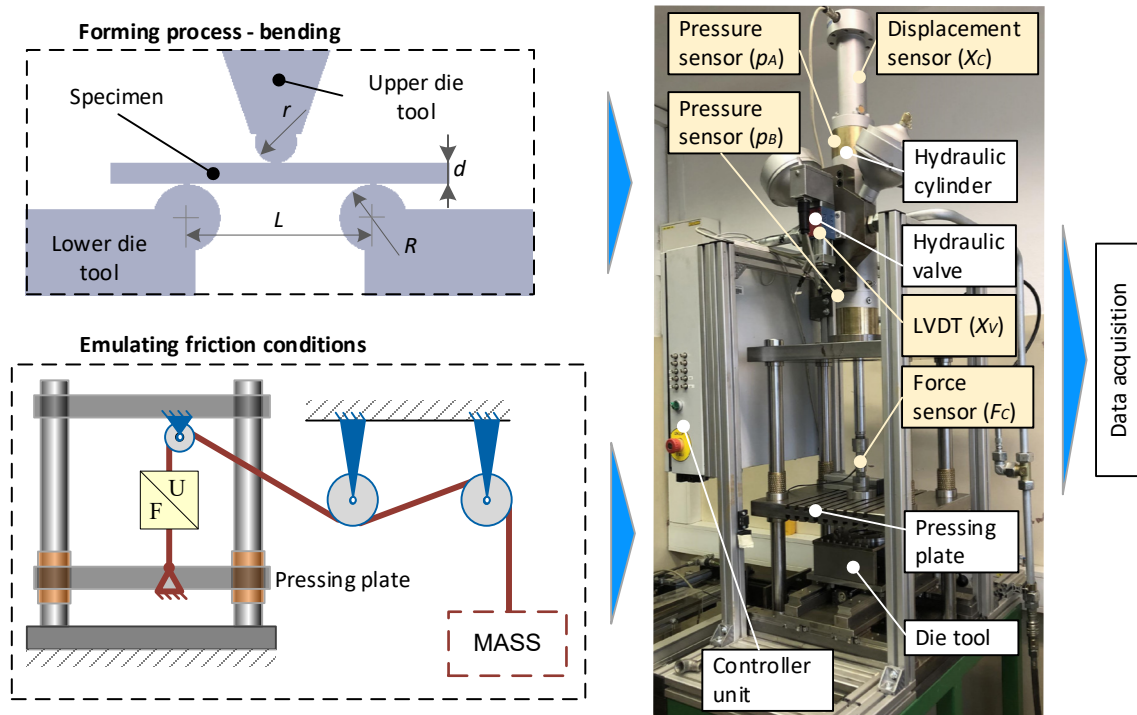 Forming process - bending
Specimen
Upper die
tool
r
d
L
R
Lower die
tool
Emulating friction conditions
U
F
Pressing plate
MASS
Pressure
sensor (pA)
Displacement
sensor (XC)
Pressure
sensor (pB)
Hydraulic
cylinder
Hydraulic
valve
LVDT (XV)
Force
sensor (FC)
Pressing
plate
Die tool
Controller
unit
Data acquisition